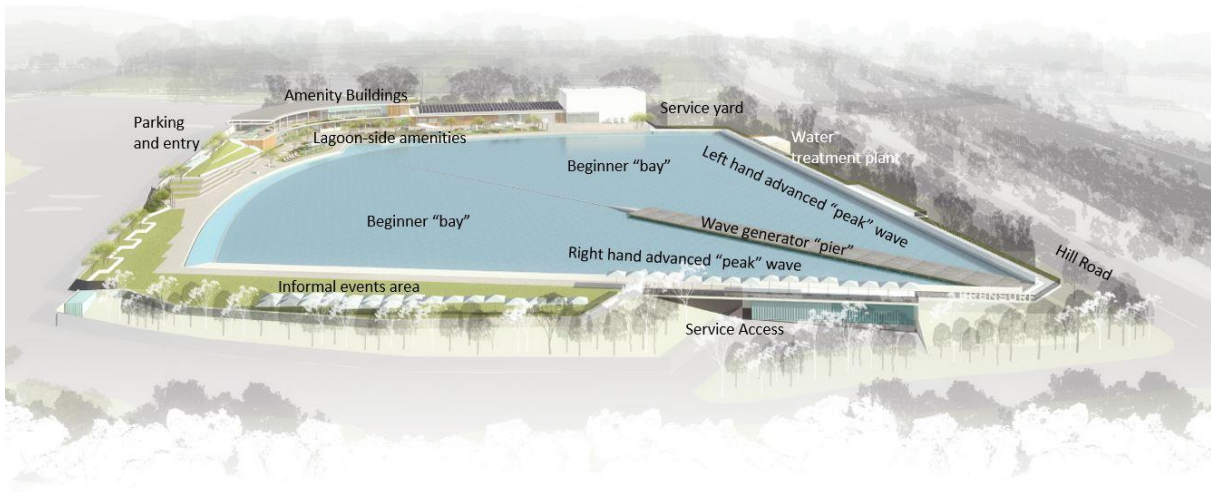 Amenity Buildings
Parking
and entry
Service yard
Lagoon-side amenities
Water
treatment plant
Beginner “bay”
Left hand advanced “peak” wave
Beginner “bay”
Wave generator “pier”
Right hand advanced “peak” wave
Hill Road
Informal events area
Service Access